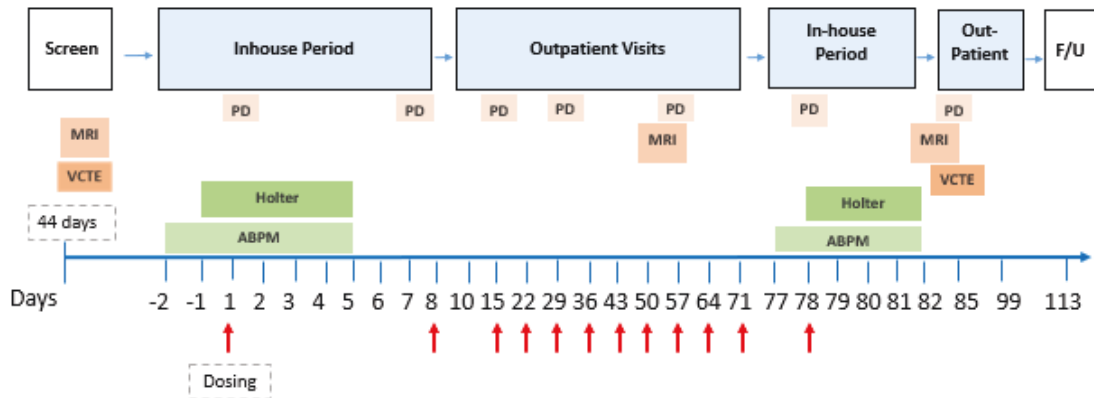 Screen
Inhouse Period
Outpatient Visits
In-house
Period
Out-
Patient
F/U
PD
PD
PD
PD
PD
PD
PD
MRI
MRI
MRI
VCTE
VCTE
Holter
Holter
44 days
ABPM
ABPM
Days -2 -1 1 2 3 4 5 6 7 8 10 15 22 29 36 43 50 57 64 71 77 78 79 80 81 82 85 99 113
Dosing